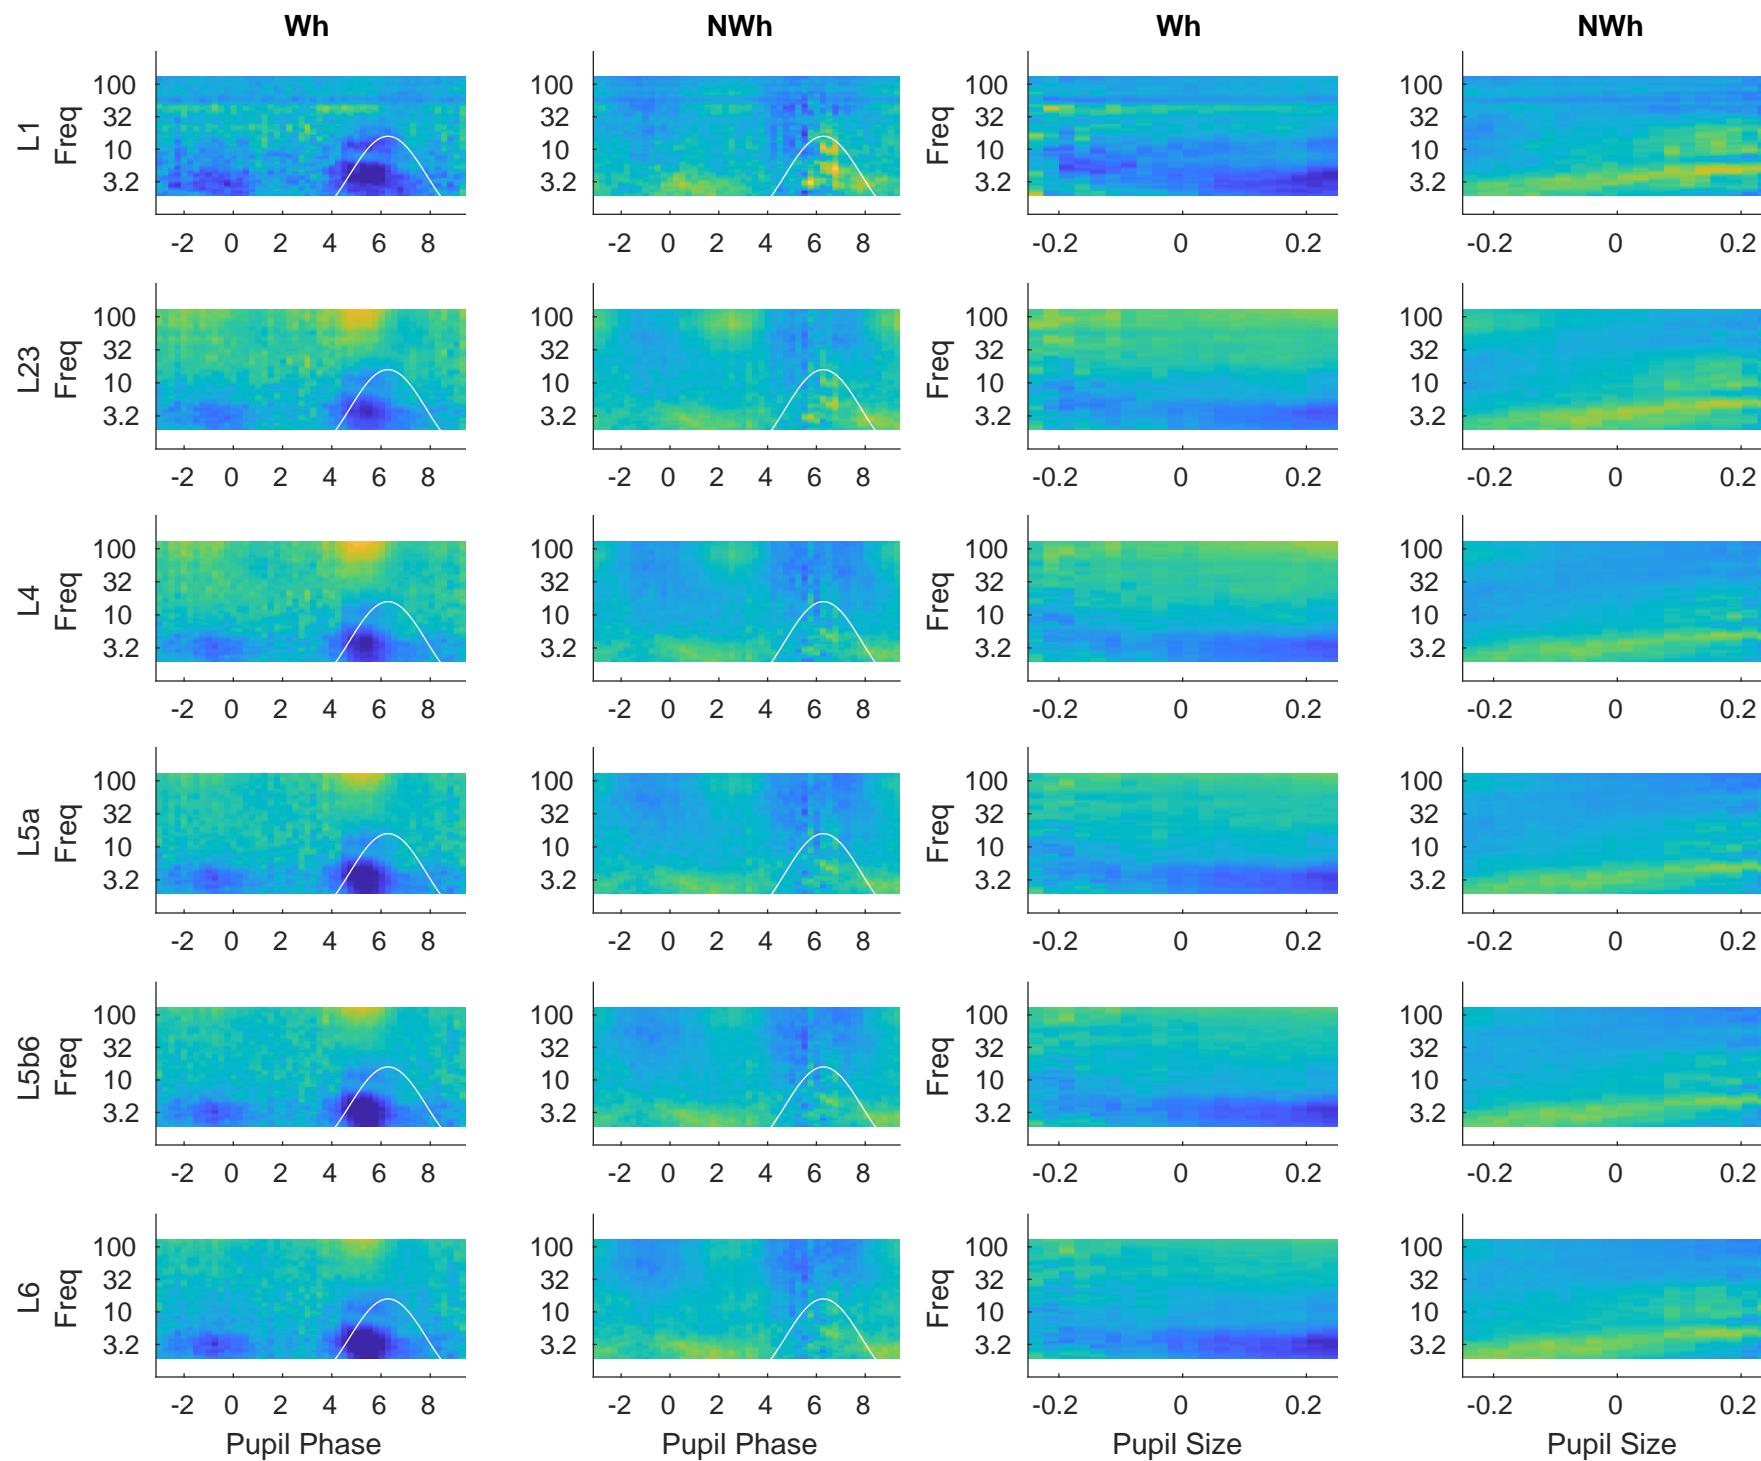 Wh NWh Wh NWh
L1 Freq 100 32 10 3.2 100 32 10 3.2 Freq 100 32 10 3.2 100 32 10 3.2
-2 0 2 4 6 8 -2 0 2 4 6 8 -0.2 0 0.2 -0.2 0 0.2
L23 Freq 100 32 10 3.2 100 32 10 3.2 Freq 100 32 10 3.2 100 32 10 3.2
-2 0 2 4 6 8 -2 0 2 4 6 8 -0.2 0 0.2 -0.2 0 0.2
L4 Freq 100 32 10 3.2 100 32 10 3.2 Freq 100 32 10 3.2 100 32 10 3.2
-2 0 2 4 6 8 -2 0 2 4 6 8 -0.2 0 0.2 -0.2 0 0.2
L5a Freq 100 32 10 3.2 100 32 10 3.2 Freq 100 32 10 3.2 100 32 10 3.2
-2 0 2 4 6 8 -2 0 2 4 6 8 -0.2 0 0.2 -0.2 0 0.2
L5b6 Freq 100 32 10 3.2 100 32 10 3.2 Freq 100 32 10 3.2 100 32 10 3.2
-2 0 2 4 6 8 -2 0 2 4 6 8 -0.2 0 0.2 -0.2 0 0.2
L6 Freq 100 32 10 3.2 100 32 10 3.2 Freq 100 32 10 3.2 100 32 10 3.2
-2 0 2 4 6 8 -2 0 2 4 6 8 -0.2 0 0.2 -0.2 0 0.2
Pupil Phase Pupil Phase Pupil Size Pupil Size